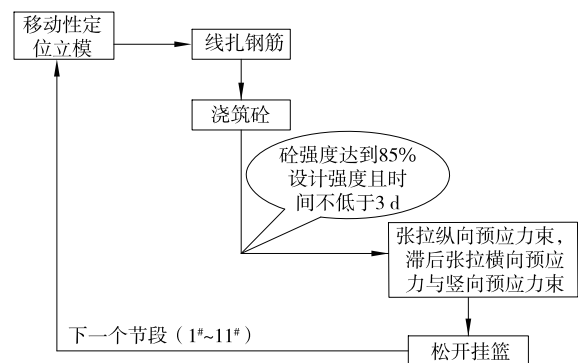 移动性定
位立模
线扎钢筋
浇筑砼
砼强度达到85%
设计强度且时
间不低于3 d
张拉纵向预应力束，
滞后张拉横向预应
力与竖向预应力束
下一个节段（1#~11#）
松开挂篮